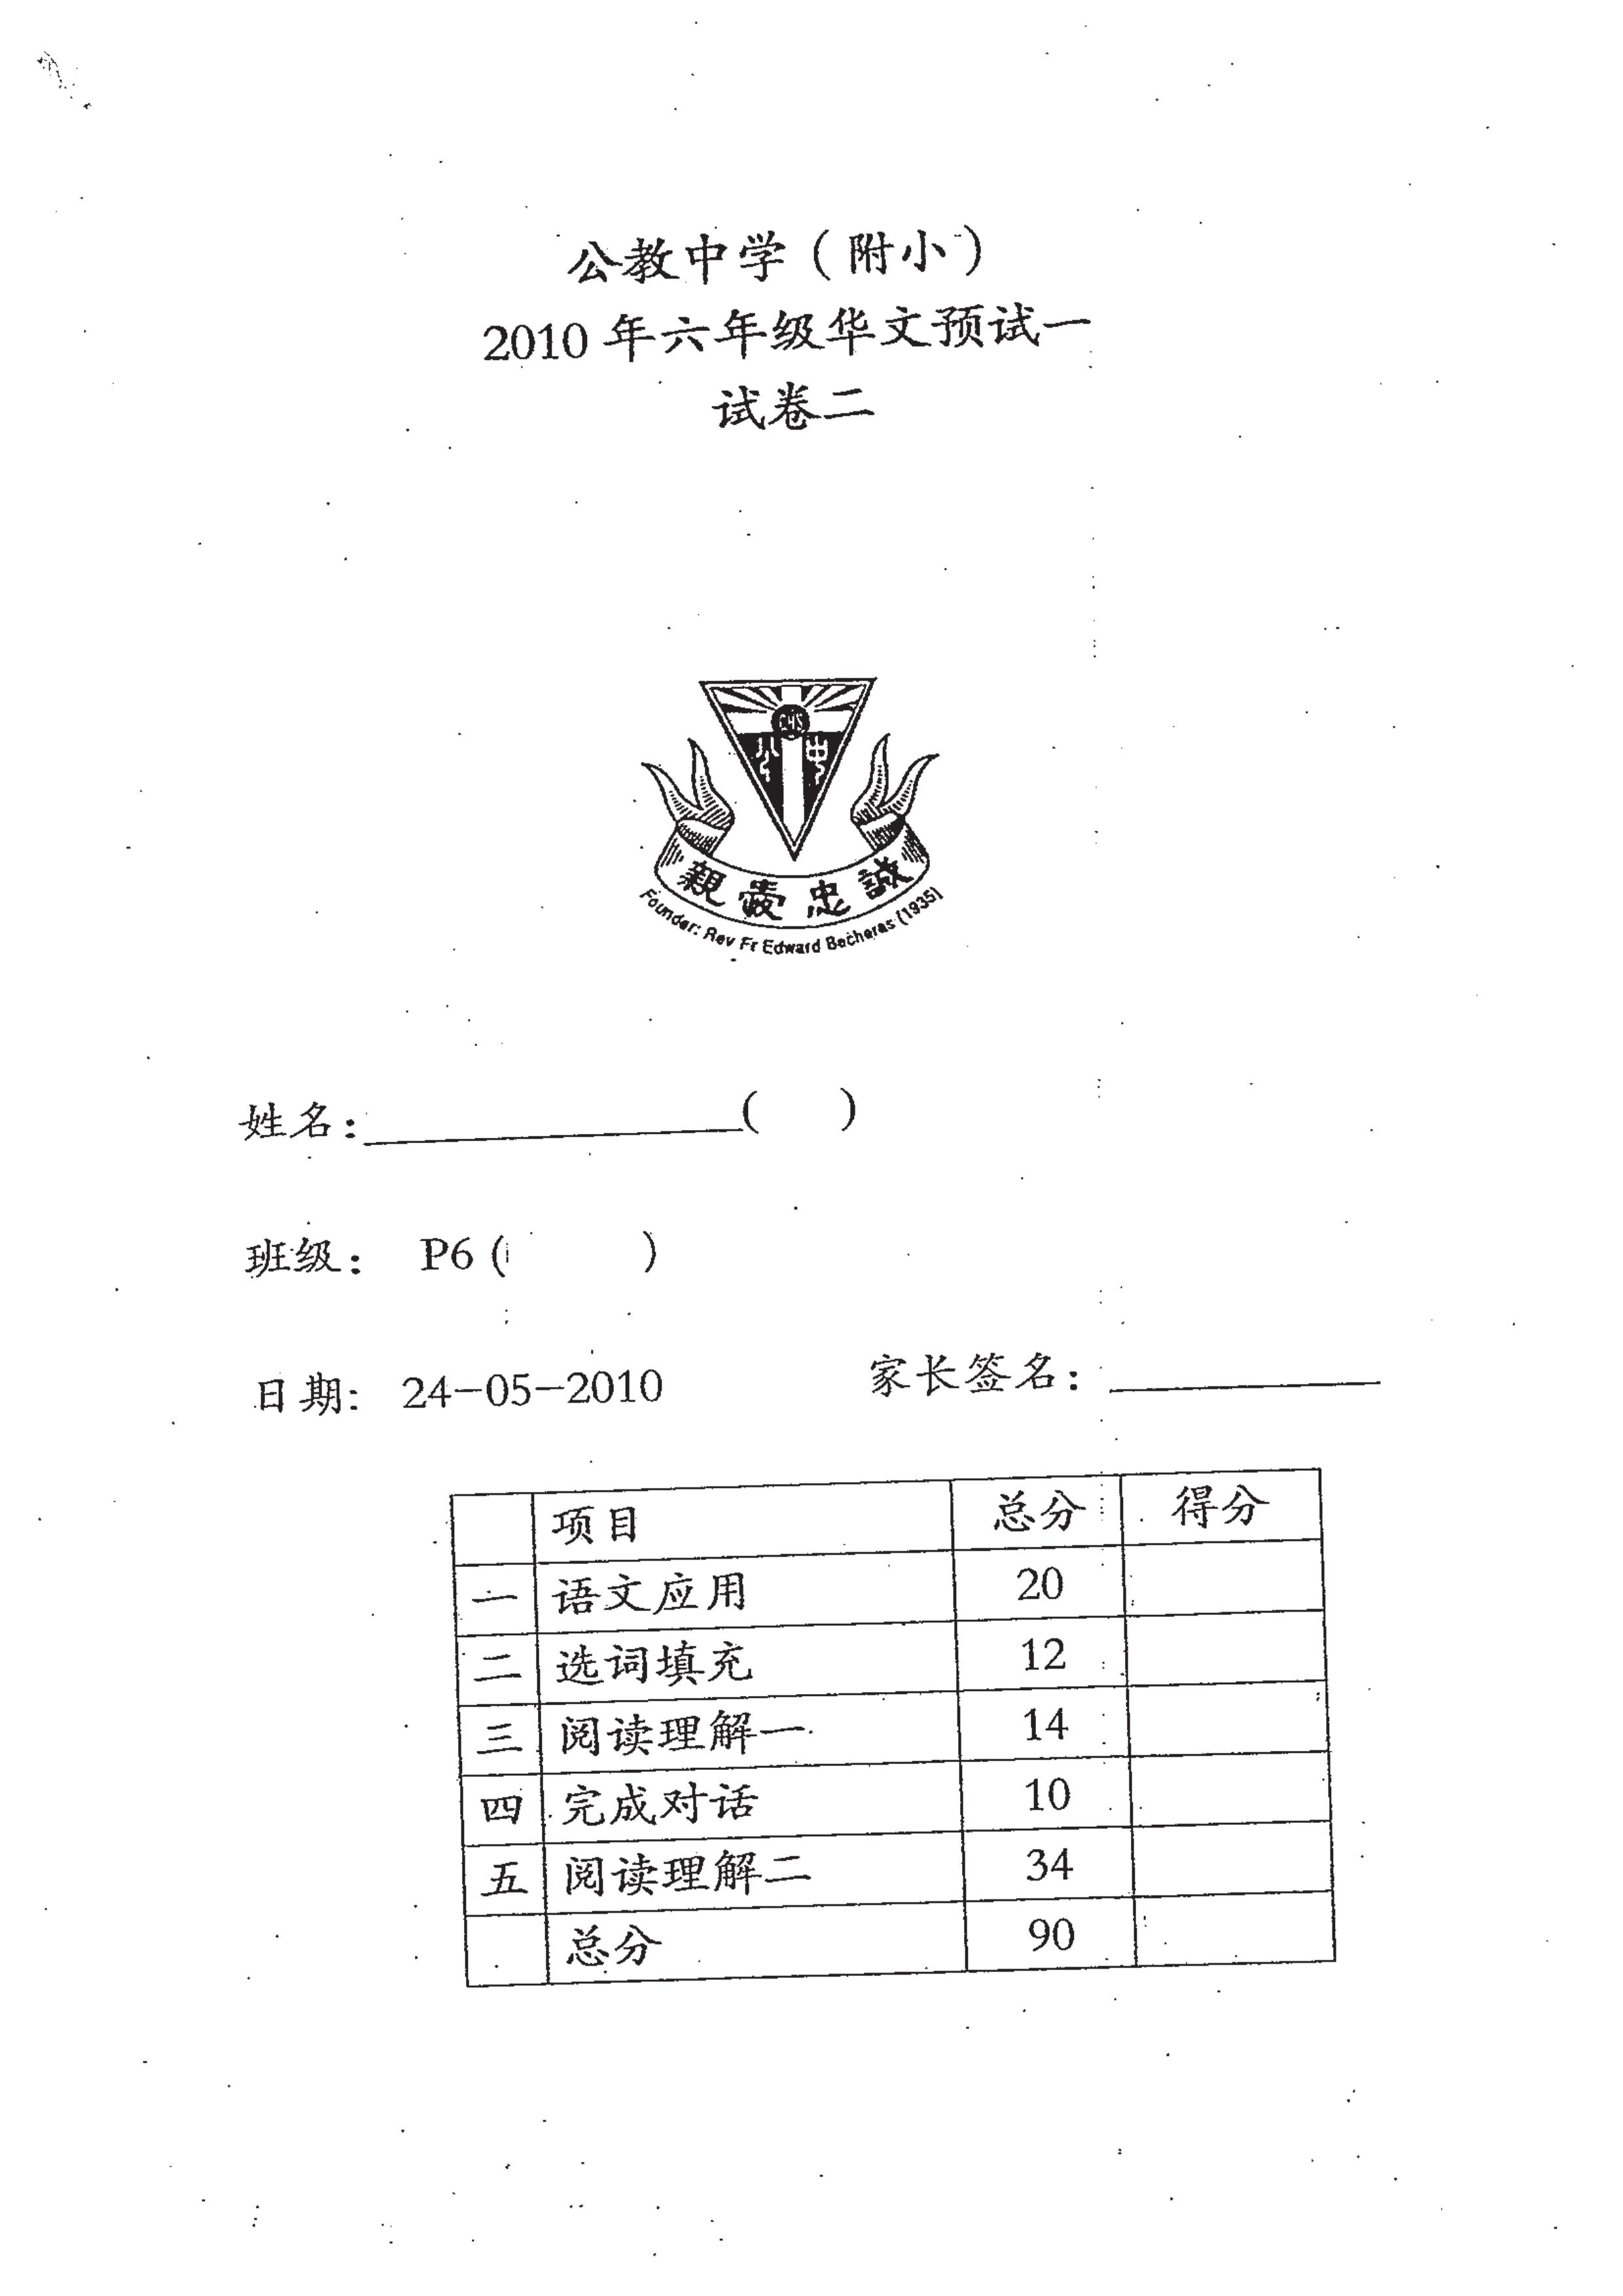 公教中学（附小）
2010 年六年级华文预试一
试卷二
CHS
公 中
親愛忠誠
Founder: Rev Fr Edward Becheras (1935)
姓名：____________( )
班级： P6 ( )
日期： 24-05-2010 家长签名：__________
项目 总分 得分
一 语文应用 20
二 选词填充 12
三 阅读理解一 14
四 完成对话 10
五 阅读理解二 34
总分 90